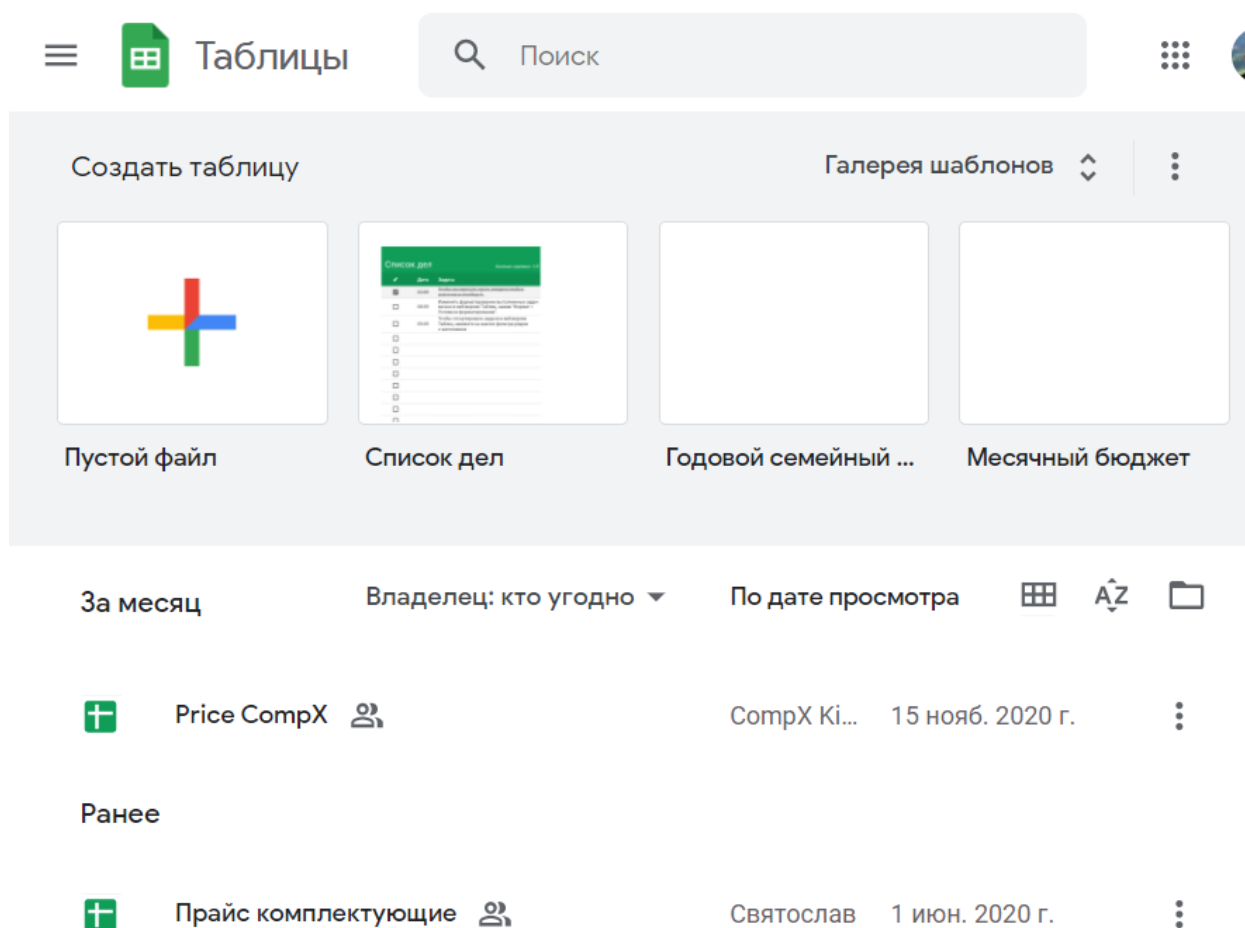 Таблицы
Поиск
Создать таблицу
Галерея шаблонов
Список дел
Пустой файл
Список дел
Годовой семейный ...
Месячный бюджет
За месяц
Владелец: кто угодно
По дате просмотра
AZ
Price CompX
CompX Ki...
15 нояб. 2020 г.
Ранее
Прайс комплектующие
Святослав
1 июн. 2020 г.